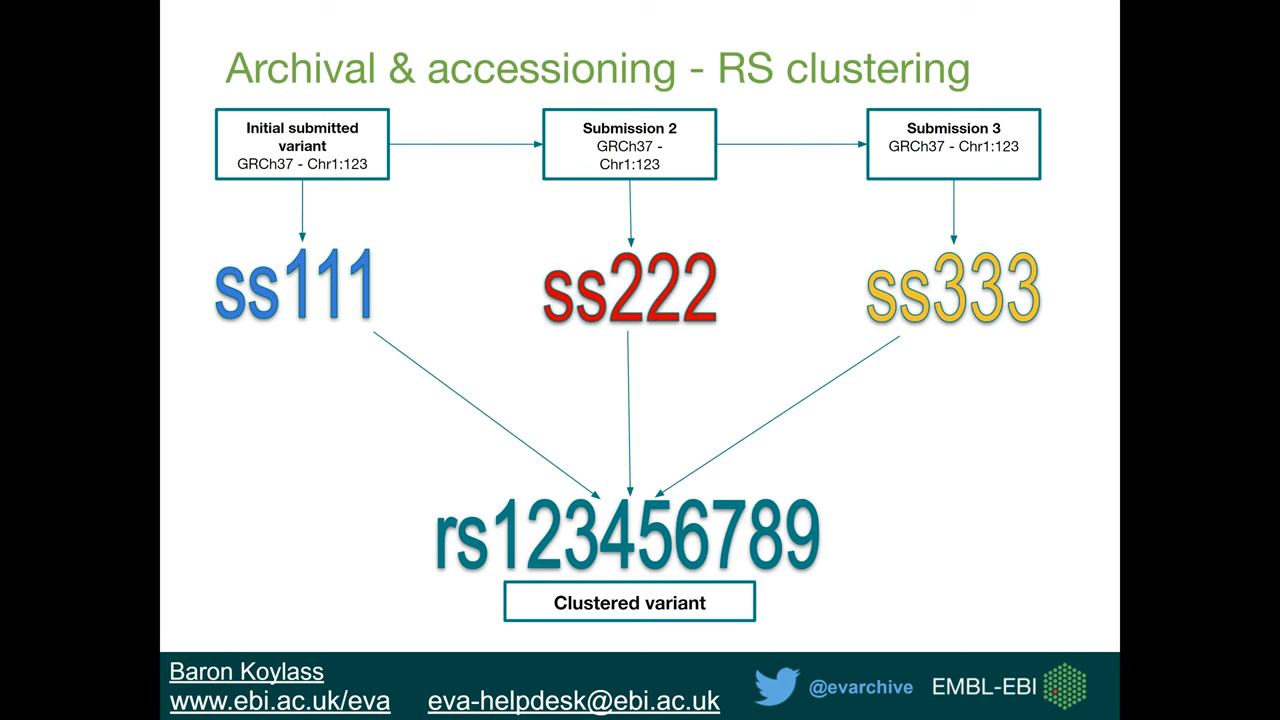 Archival & accessioning - RS clustering
Initial submitted
variant
GRCh37 - Chr1:123
Submission 2
GRCh37 -
Chr1:123
Submission 3
GRCh37 - Chr1:123
ss111
ss222
ss333
rs123456789
Clustered variant
Baron Koylass
www.ebi.ac.uk/eva
eva-helpdesk@ebi.ac.uk
@evarchive
EMBL-EBI